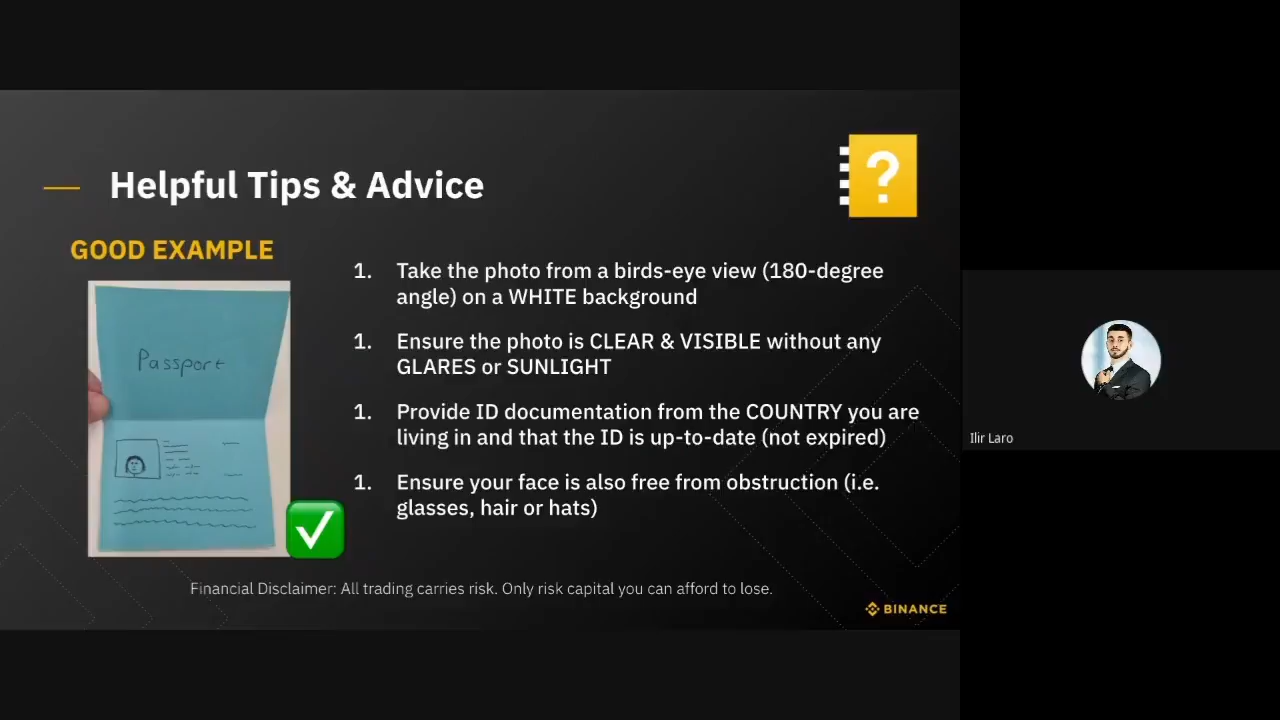 Helpful Tips & Advice
?
GOOD EXAMPLE
Passport
1. Take the photo from a birds-eye view (180-degree
angle) on a WHITE background
1. Ensure the photo is CLEAR & VISIBLE without any
GLARES or SUNLIGHT
1. Provide ID documentation from the COUNTRY you are
living in and that the ID is up-to-date (not expired)
1. Ensure your face is also free from obstruction (i.e.
glasses, hair or hats)
Financial Disclaimer: All trading carries risk. Only risk capital you can afford to lose.
BINANCE
Ilir Laro